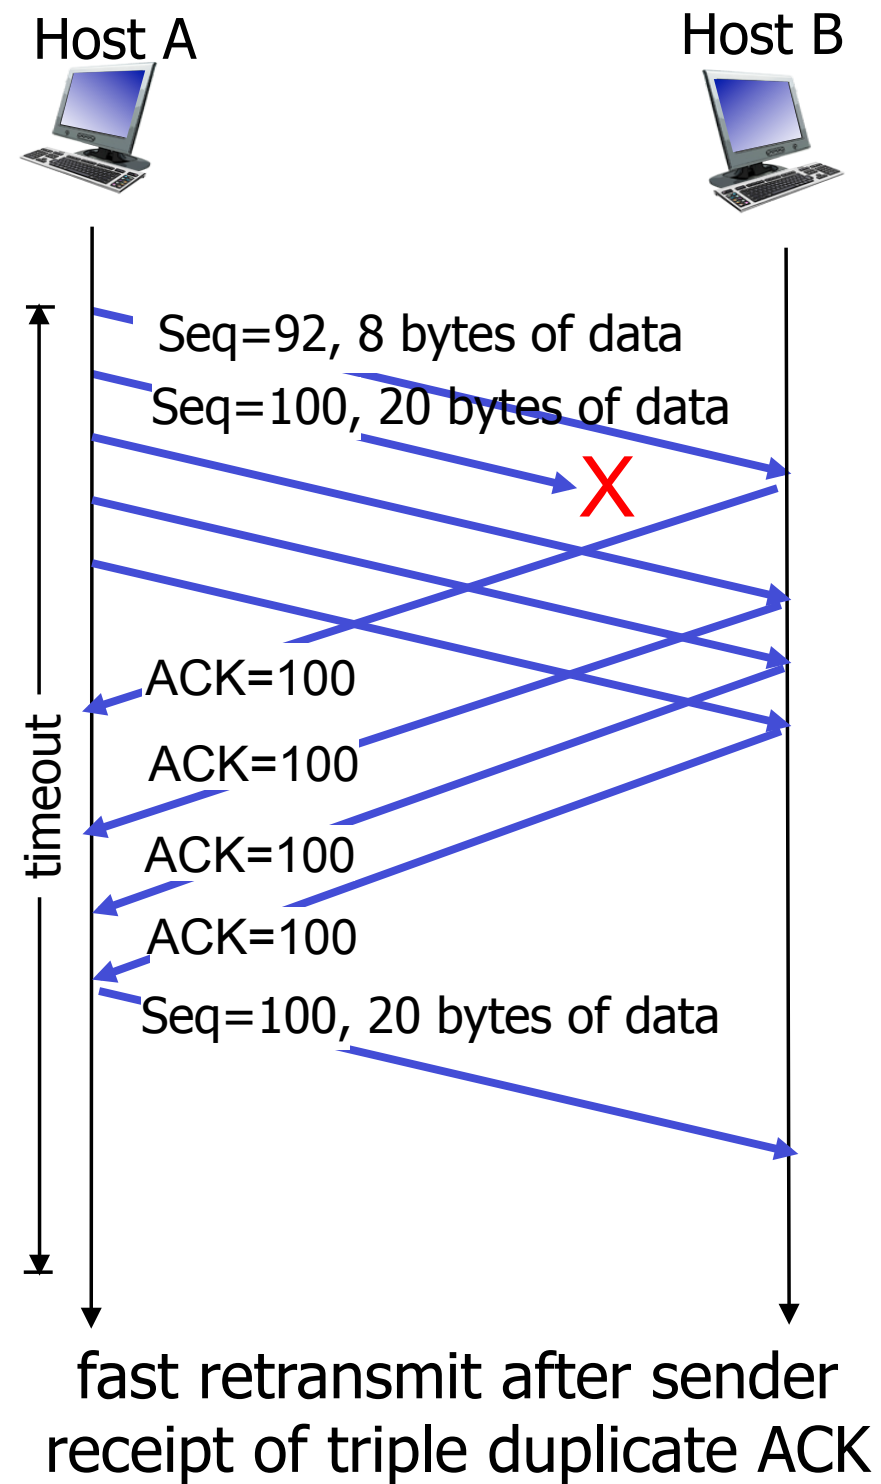 Host A
Host B
Seq=92, 8 bytes of data
Seq=100, 20 bytes of data
X
ACK=100
timeout
ACK=100
ACK=100
ACK=100
Seq=100, 20 bytes of data
fast retransmit after sender
receipt of triple duplicate ACK